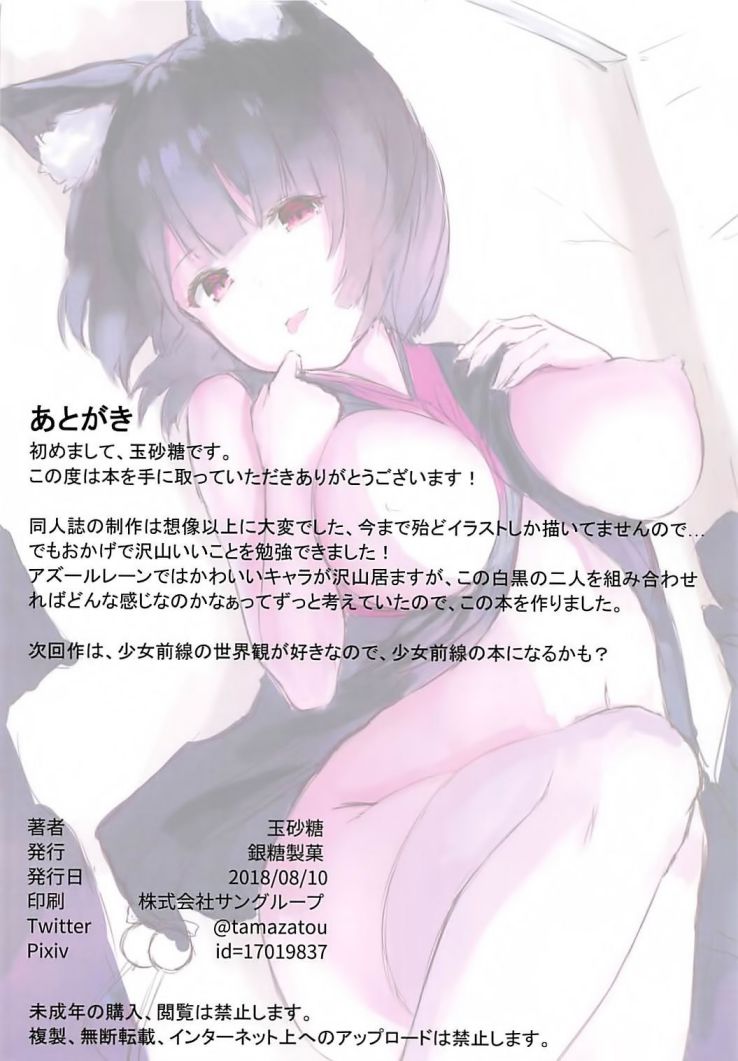 あとがき
初めまして、玉砂糖です。
この度は本を手に取っていただきありがとうございます！
同人誌の制作は想像以上に大変でした、今まで殆どイラストしか描いてませんので…
でもおかげで沢山いいことを勉強できました！
アズールレーンではかわいいキャラが沢山居ますが、この白黒の二人を組み合わせ
ればどんな感じなのかなぁってずっと考えていたので、この本を作りました。
次回作は、少女前線の世界観が好きなので、少女前線の本になるかも？
著者 玉砂糖
発行 銀糖製菓
発行日 2018/08/10
印刷 株式会社サングループ
Twitter @tamazatou
Pixiv id=17019837
未成年の購入、閲覧は禁止します。
複製、無断転載、インターネット上へのアップロードは禁止します。